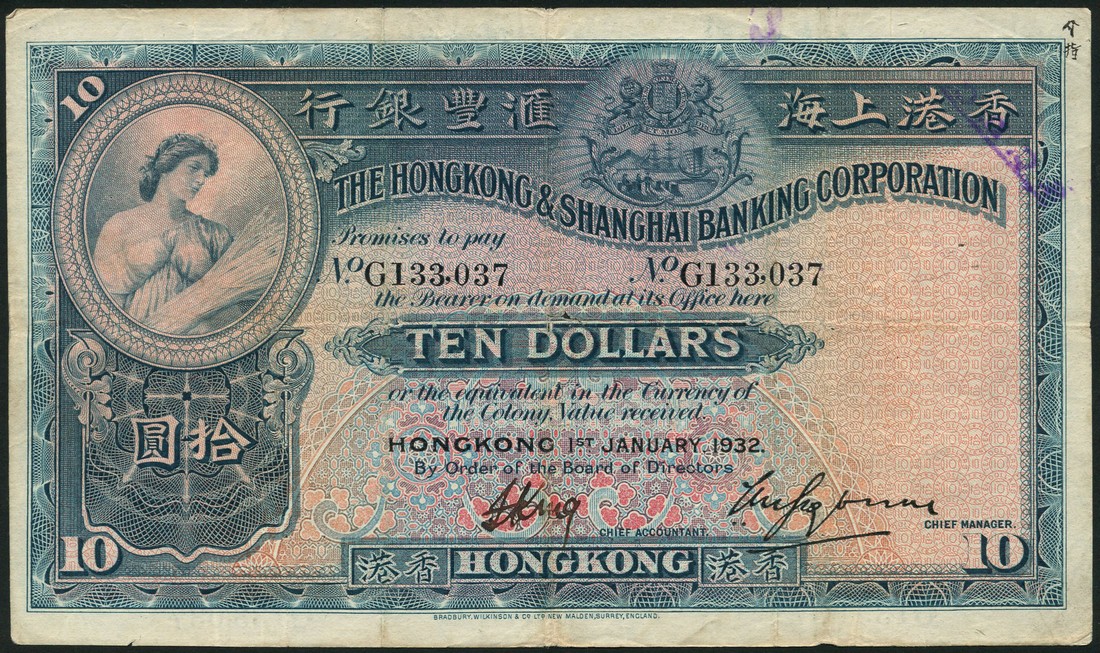 10
香港上海滙豐銀行
THE HONGKONG & SHANGHAI BANKING CORPORATION
Promises to pay
No G133,037 No G133,037
the Bearer on demand at its Office here
TEN DOLLARS
or the equivalent in the Currency of
the Colony, Value received.
HONGKONG 1ST JANUARY, 1932.
By Order of the Board of Directors
拾圓
CHIEF ACCOUNTANT.
CHIEF MANAGER.
10 香港 HONGKONG 香港 10
BRADBURY, WILKINSON & Co LTD NEW MALDEN, SURREY, ENGLAND.